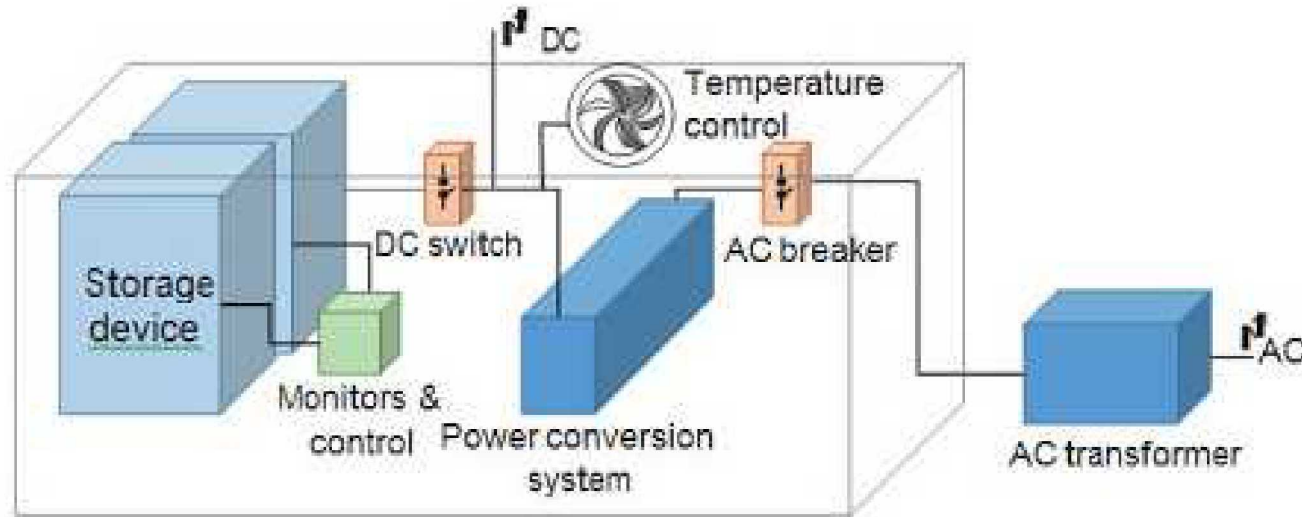 DC
Temperature
control
DC switch
AC breaker
Storage
device
Monitors &
control
Power conversion
system
AC
AC transformer